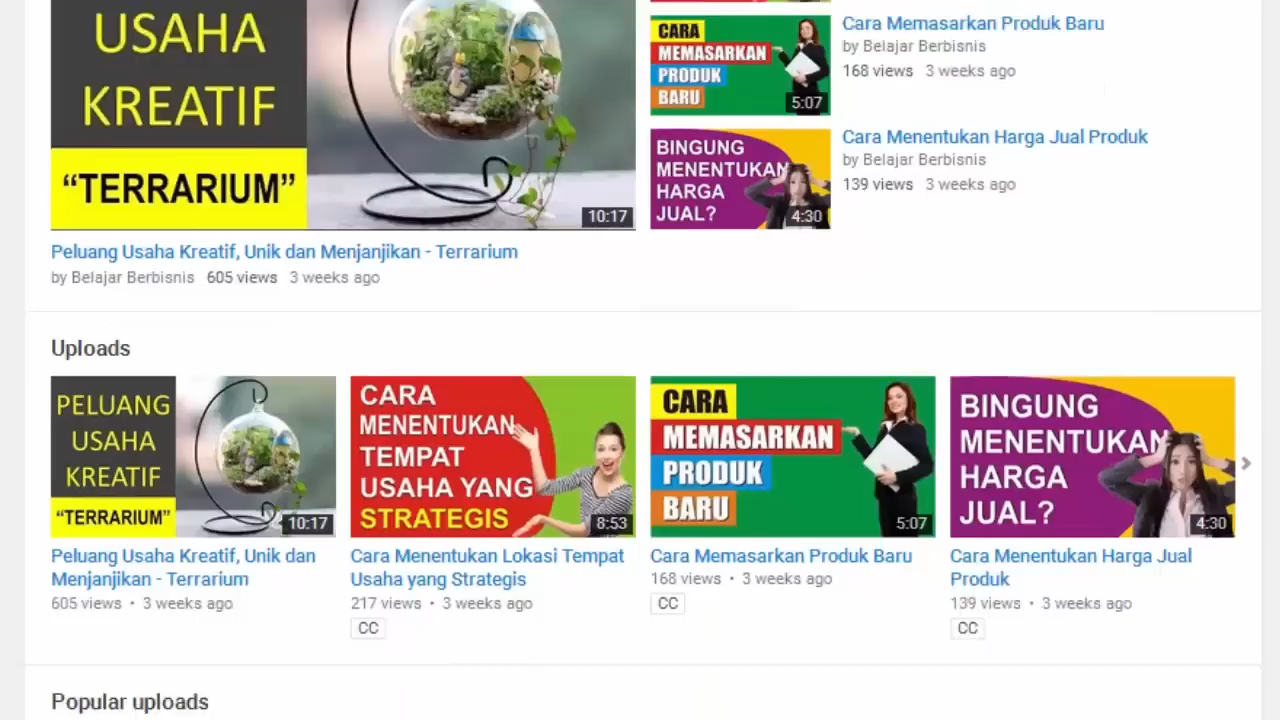 USAHA
KREATIF
“TERRARIUM”
10:17
Peluang Usaha Kreatif, Unik dan Menjanjikan - Terrarium
by Belajar Berbisnis 605 views 3 weeks ago
CARA
MEMASARKAN
PRODUK
BARU
5:07
Cara Memasarkan Produk Baru
by Belajar Berbisnis
168 views 3 weeks ago
BINGUNG
MENENTUKAN
HARGA
JUAL?
4:30
Cara Menentukan Harga Jual Produk
by Belajar Berbisnis
139 views 3 weeks ago
Uploads
PELUANG
USAHA
KREATIF
“TERRARIUM”
10:17
Peluang Usaha Kreatif, Unik dan
Menjanjikan - Terrarium
605 views • 3 weeks ago
CARA
MENENTUKAN
TEMPAT
USAHA YANG
STRATEGIS
8:53
Cara Menentukan Lokasi Tempat
Usaha yang Strategis
217 views • 3 weeks ago
CC
CARA
MEMASARKAN
PRODUK
BARU
5:07
Cara Memasarkan Produk Baru
168 views • 3 weeks ago
CC
BINGUNG
MENENTUKAN
HARGA
JUAL?
4:30
Cara Menentukan Harga Jual
Produk
139 views • 3 weeks ago
CC
Popular uploads